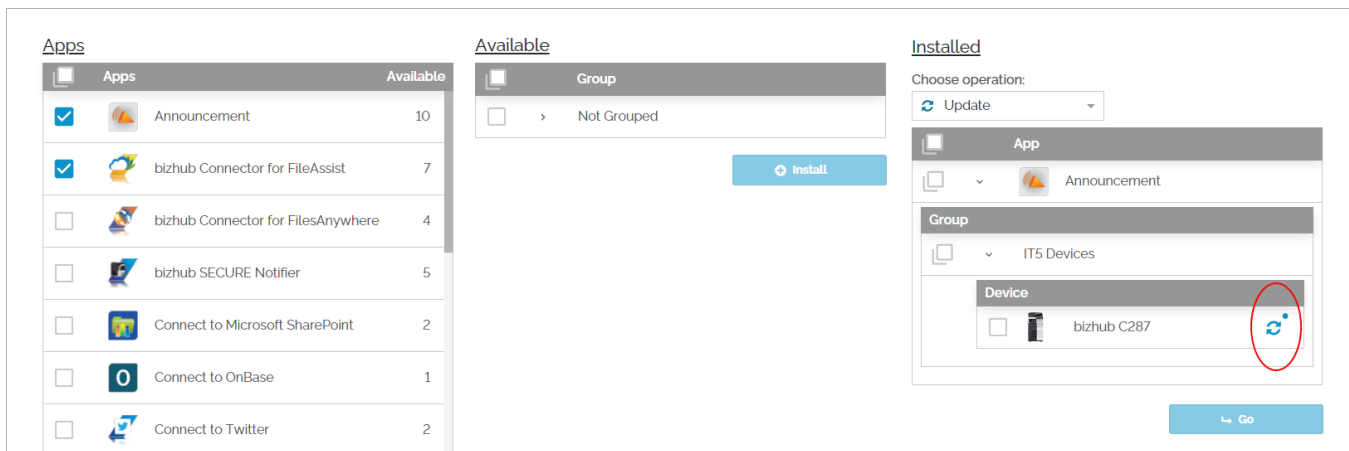 Apps
Apps Available
Announcement 10
bizhub Connector for FileAssist 7
bizhub Connector for FilesAnywhere 4
bizhub SECURE Notifier 5
Connect to Microsoft SharePoint 2
O Connect to OnBase 1
Connect to Twitter 2
Available
Group
Not Grouped
Install
Installed
Choose operation:
Update
App
Announcement
Group
IT5 Devices
Device
bizhub C287
Go